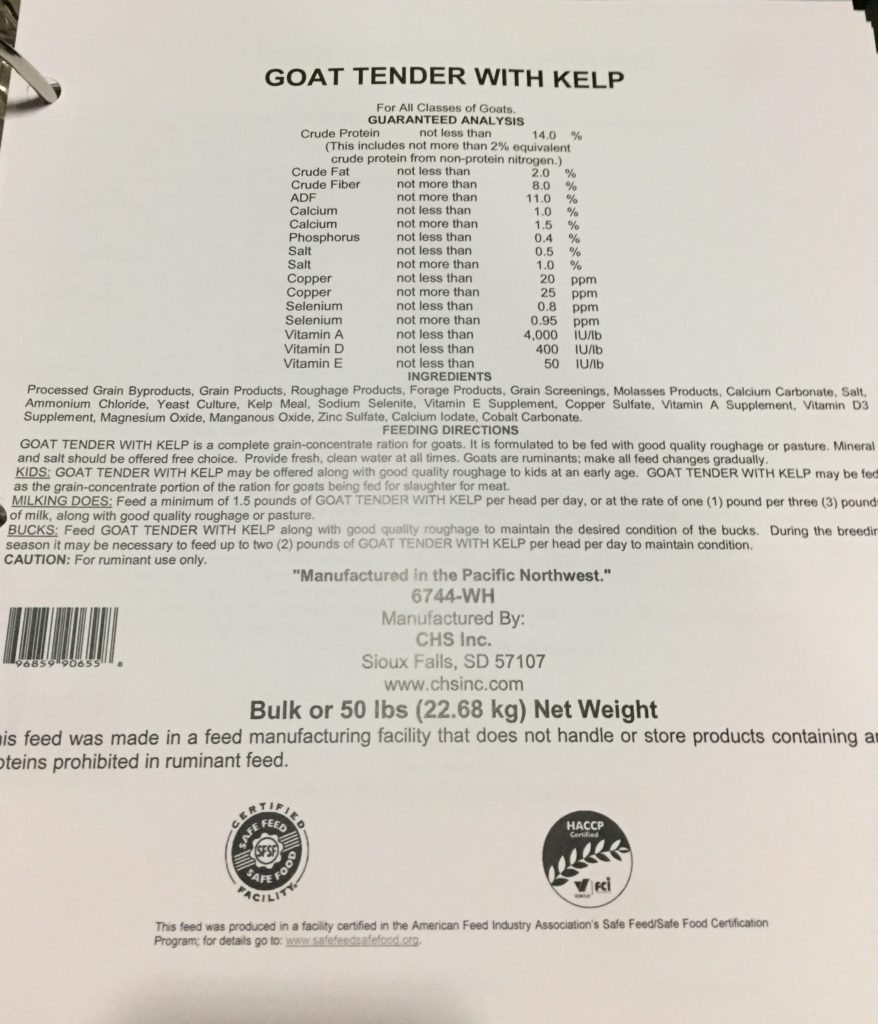 GOAT TENDER WITH KELP
For All Classes of Goats.
GUARANTEED ANALYSIS
Crude Protein not less than 14.0 %
(This includes not more than 2% equivalent
crude protein from non-protein nitrogen.)
Crude Fat not less than 2.0 %
Crude Fiber not more than 8.0 %
ADF not more than 11.0 %
Calcium not less than 1.0 %
Calcium not more than 1.5 %
Phosphorus not less than 0.4 %
Salt not less than 0.5 %
Salt not more than 1.0 %
Copper not less than 20 ppm
Copper not more than 25 ppm
Selenium not less than 0.8 ppm
Selenium not more than 0.95 ppm
Vitamin A not less than 4,000 IU/lb
Vitamin D not less than 400 IU/lb
Vitamin E not less than 50 IU/lb
INGREDIENTS
Processed Grain Byproducts, Grain Products, Roughage Products, Forage Products, Grain Screenings, Molasses Products, Calcium Carbonate, Salt,
Ammonium Chloride, Yeast Culture, Kelp Meal, Sodium Selenite, Vitamin E Supplement, Copper Sulfate, Vitamin A Supplement, Vitamin D3
Supplement, Magnesium Oxide, Manganous Oxide, Zinc Sulfate, Calcium Iodate, Cobalt Carbonate.
FEEDING DIRECTIONS
GOAT TENDER WITH KELP is a complete grain-concentrate ration for goats. It is formulated to be fed with good quality roughage or pasture. Mineral
and salt should be offered free choice. Provide fresh, clean water at all times. Goats are ruminants; make all feed changes gradually.
KIDS: GOAT TENDER WITH KELP may be offered along with good quality roughage to kids at an early age. GOAT TENDER WITH KELP may be fed
as the grain-concentrate portion of the ration for goats being fed for slaughter for meat.
MILKING DOES: Feed a minimum of 1.5 pounds of GOAT TENDER WITH KELP per head per day, or at the rate of one (1) pound per three (3) pound
of milk, along with good quality roughage or pasture.
BUCKS: Feed GOAT TENDER WITH KELP along with good quality roughage to maintain the desired condition of the bucks. During the breedin
season it may be necessary to feed up to two (2) pounds of GOAT TENDER WITH KELP per head per day to maintain condition.
CAUTION: For ruminant use only.
"Manufactured in the Pacific Northwest."
6744-WH
Manufactured By:
CHS Inc.
Sioux Falls, SD 57107
www.chsinc.com
96859 90655 8
Bulk or 50 lbs (22.68 kg) Net Weight
is feed was made in a feed manufacturing facility that does not handle or store products containing a
oteins prohibited in ruminant feed.
CERTIFIED
SAFE FEED
SFSF
SAFE FOOD
FACILITY
HACCP
Certified
FCi
This feed was produced in a facility certified in the American Feed Industry Association's Safe Feed/Safe Food Certification
Program; for details go to: www.safefeedsafefood.org.